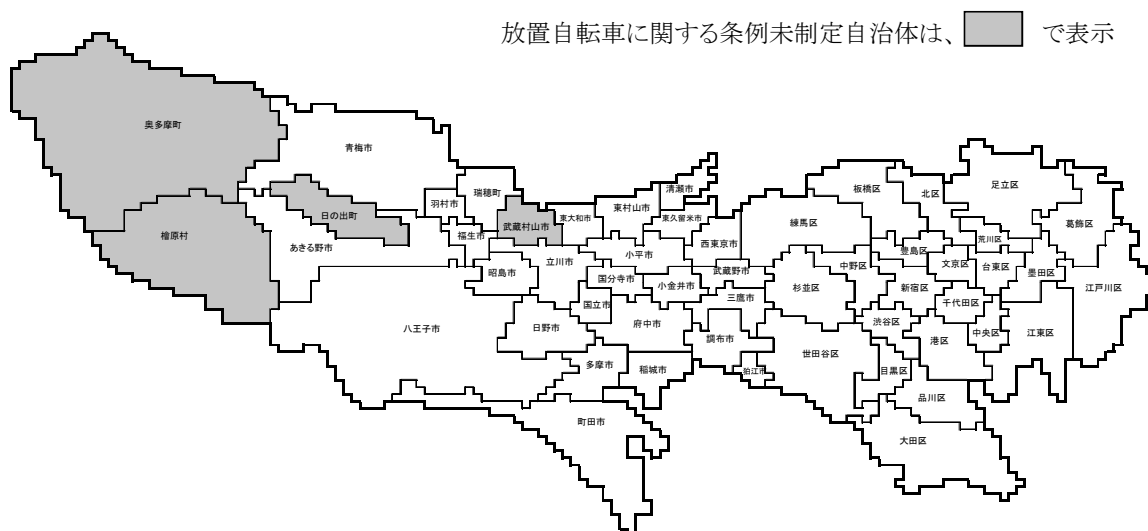 放置自転車に関する条例未制定自治体は、 で表示
奥多摩町
青梅市
瑞穂町
羽村市
日の出町
檜原村
あきる野市
福生市
武蔵村山市
東大和市
東村山市
清瀬市
東久留米市
西東京市
小平市
立川市
昭島市
国分寺市
小金井市
武蔵野市
三鷹市
国立市
八王子市
日野市
府中市
調布市
狛江市
多摩市
稲城市
町田市
練馬区
板橋区
北区
足立区
葛飾区
荒川区
豊島区
文京区
台東区
墨田区
江戸川区
中野区
杉並区
新宿区
千代田区
渋谷区
中央区
江東区
港区
世田谷区
目黒区
品川区
大田区